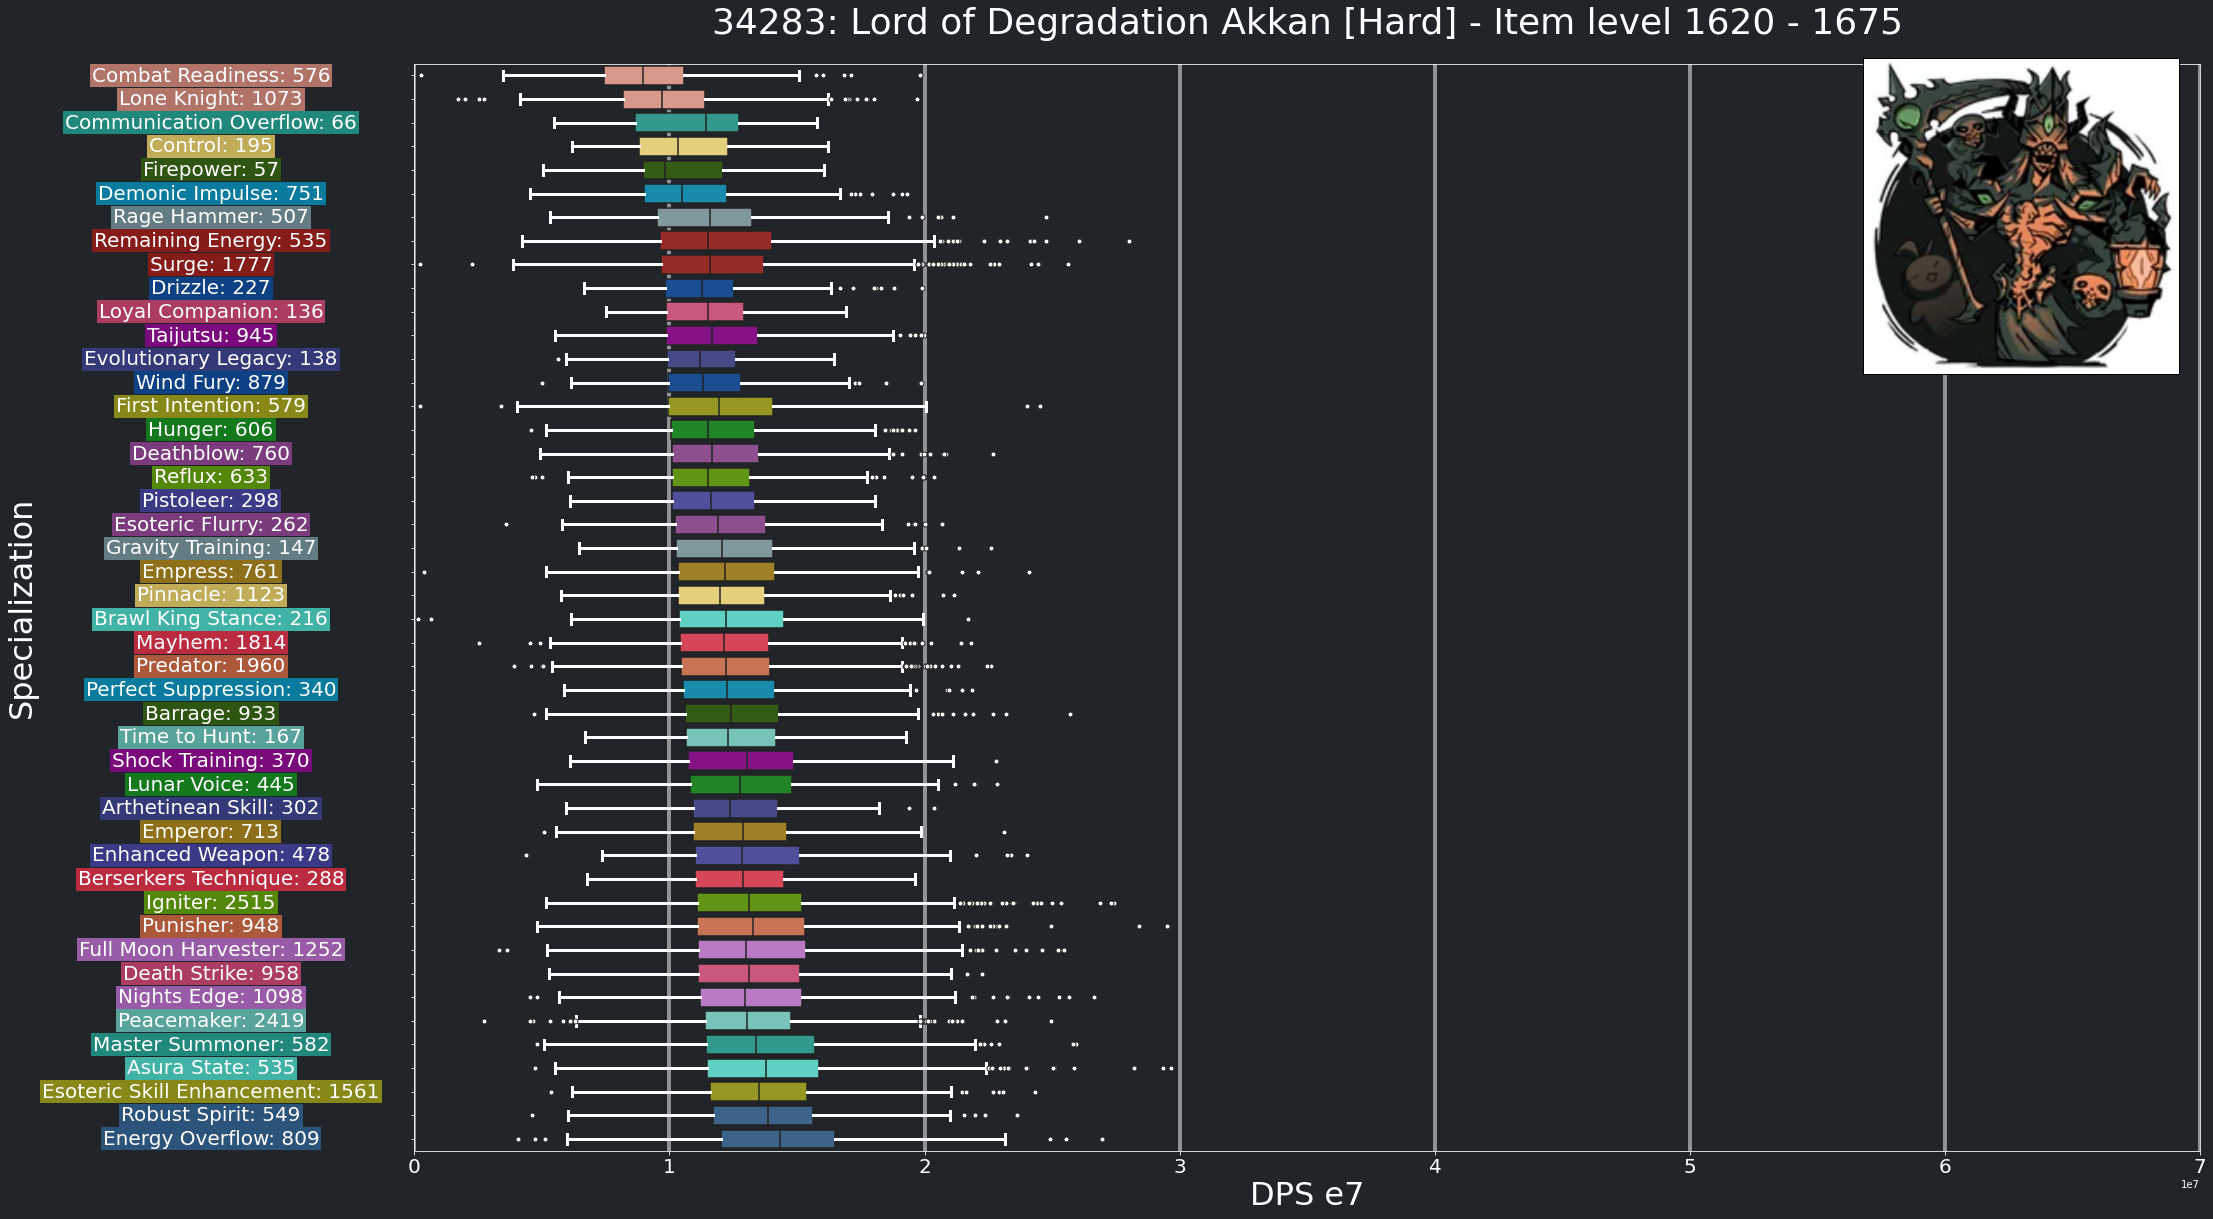 34283: Lord of Degradation Akkan [Hard] - Item level 1620 - 1675
Specialization
Combat Readiness: 576
Lone Knight: 1073
Communication Overflow: 66
Control: 195
Firepower: 57
Demonic Impulse: 751
Rage Hammer: 507
Remaining Energy: 535
Surge: 1777
Drizzle: 227
Loyal Companion: 136
Taijutsu: 945
Evolutionary Legacy: 138
Wind Fury: 879
First Intention: 579
Hunger: 606
Deathblow: 760
Reflux: 633
Pistoleer: 298
Esoteric Flurry: 262
Gravity Training: 147
Empress: 761
Pinnacle: 1123
Brawl King Stance: 216
Mayhem: 1814
Predator: 1960
Perfect Suppression: 340
Barrage: 933
Time to Hunt: 167
Shock Training: 370
Lunar Voice: 445
Arthetinean Skill: 302
Emperor: 713
Enhanced Weapon: 478
Berserkers Technique: 288
Igniter: 2515
Punisher: 948
Full Moon Harvester: 1252
Death Strike: 958
Nights Edge: 1098
Peacemaker: 2419
Master Summoner: 582
Asura State: 535
Esoteric Skill Enhancement: 1561
Robust Spirit: 549
Energy Overflow: 809
0 1 2 3 4 5 6 7
1e7
DPS e7